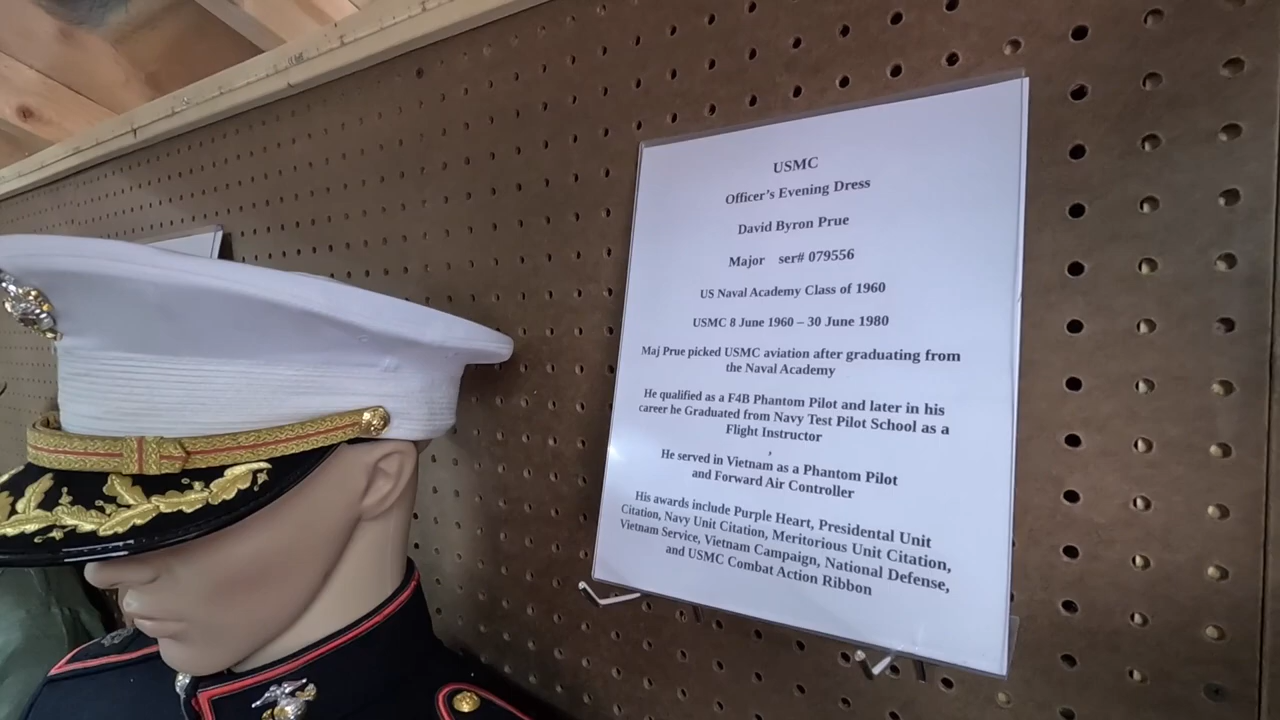 USMC
Officer's Evening Dress
David Byron Prue
Major ser# 079556
US Naval Academy Class of 1960
USMC 8 June 1960 – 30 June 1980
Maj Prue picked USMC aviation after graduating from
the Naval Academy
He qualified as a F4B Phantom Pilot and later in his
career he Graduated from Navy Test Pilot School as a
Flight Instructor
,
He served in Vietnam as a Phantom Pilot
and Forward Air Controller
His awards include Purple Heart, Presidental Unit
Citation, Navy Unit Citation, Meritorious Unit Citation,
Vietnam Service, Vietnam Campaign, National Defense,
and USMC Combat Action Ribbon